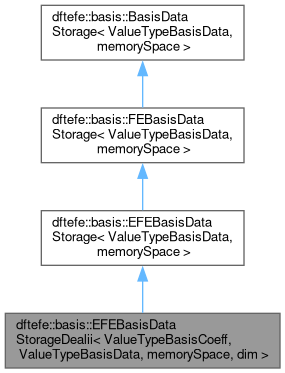 dftefe::basis::BasisData
Storage< ValueTypeBasisData,
memorySpace >
dftefe::basis::FEBasisData
Storage< ValueTypeBasisData,
memorySpace >
dftefe::basis::EFEBasisData
Storage< ValueTypeBasisData,
memorySpace >
dftefe::basis::EFEBasisData
StorageDealii< ValueTypeBasisCoeff,
ValueTypeBasisData, memorySpace, dim >